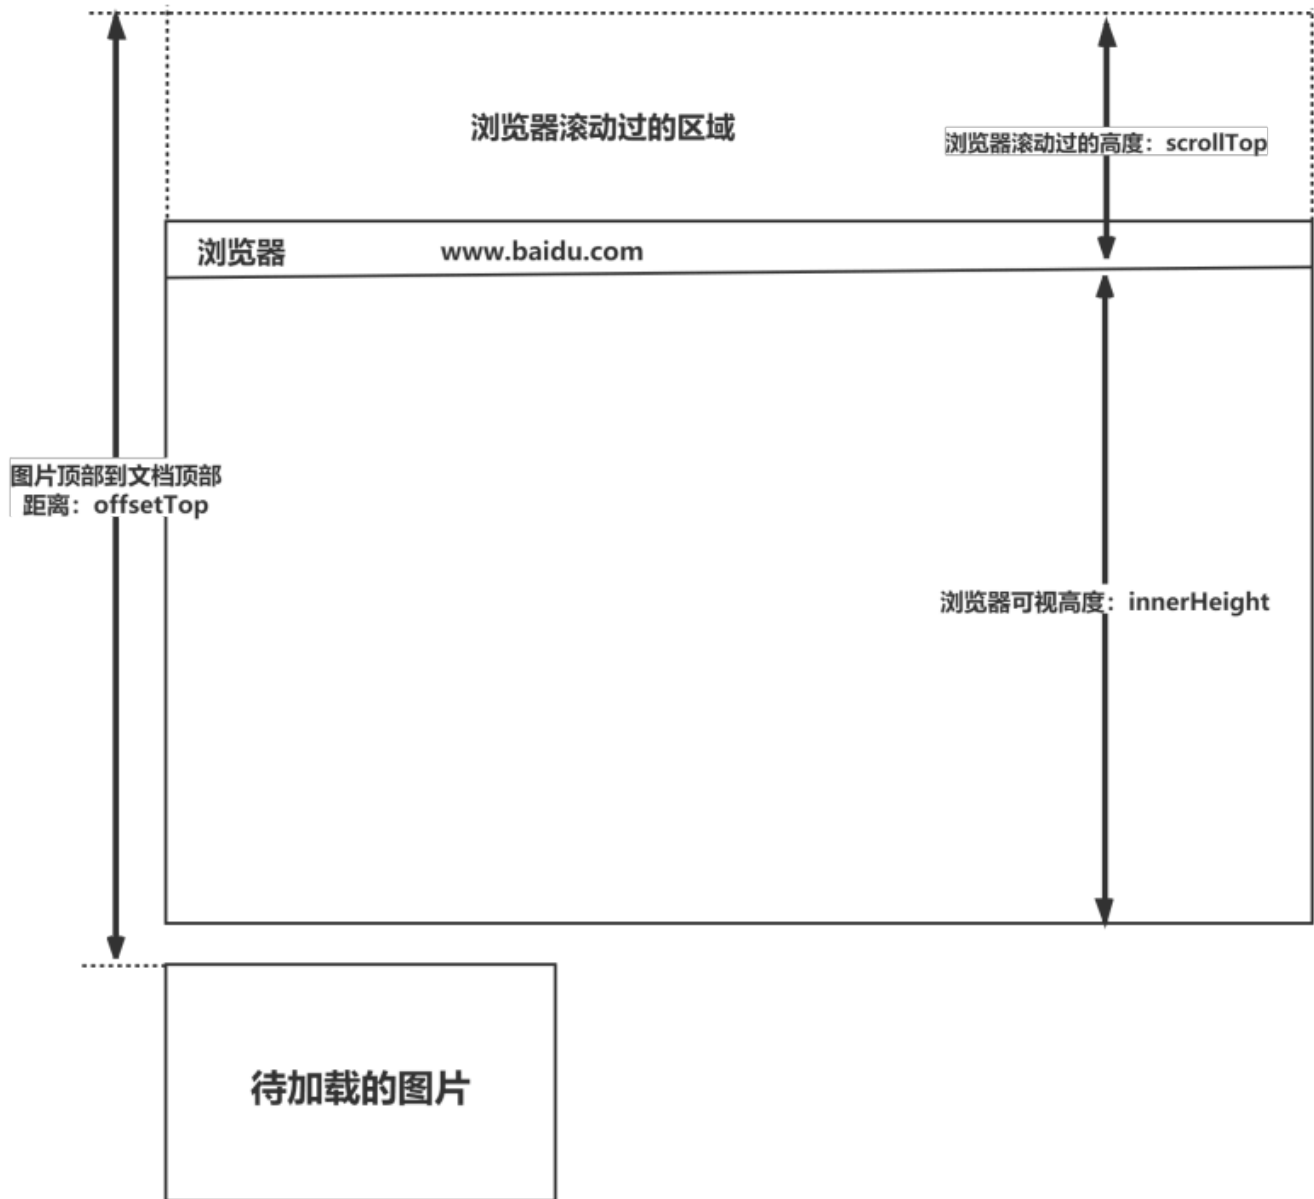 浏览器滚动过的区域
浏览器滚动过的高度：scrollTop
浏览器
www.baidu.com
图片顶部到文档顶部
距离：offsetTop
浏览器可视高度：innerHeight
待加载的图片